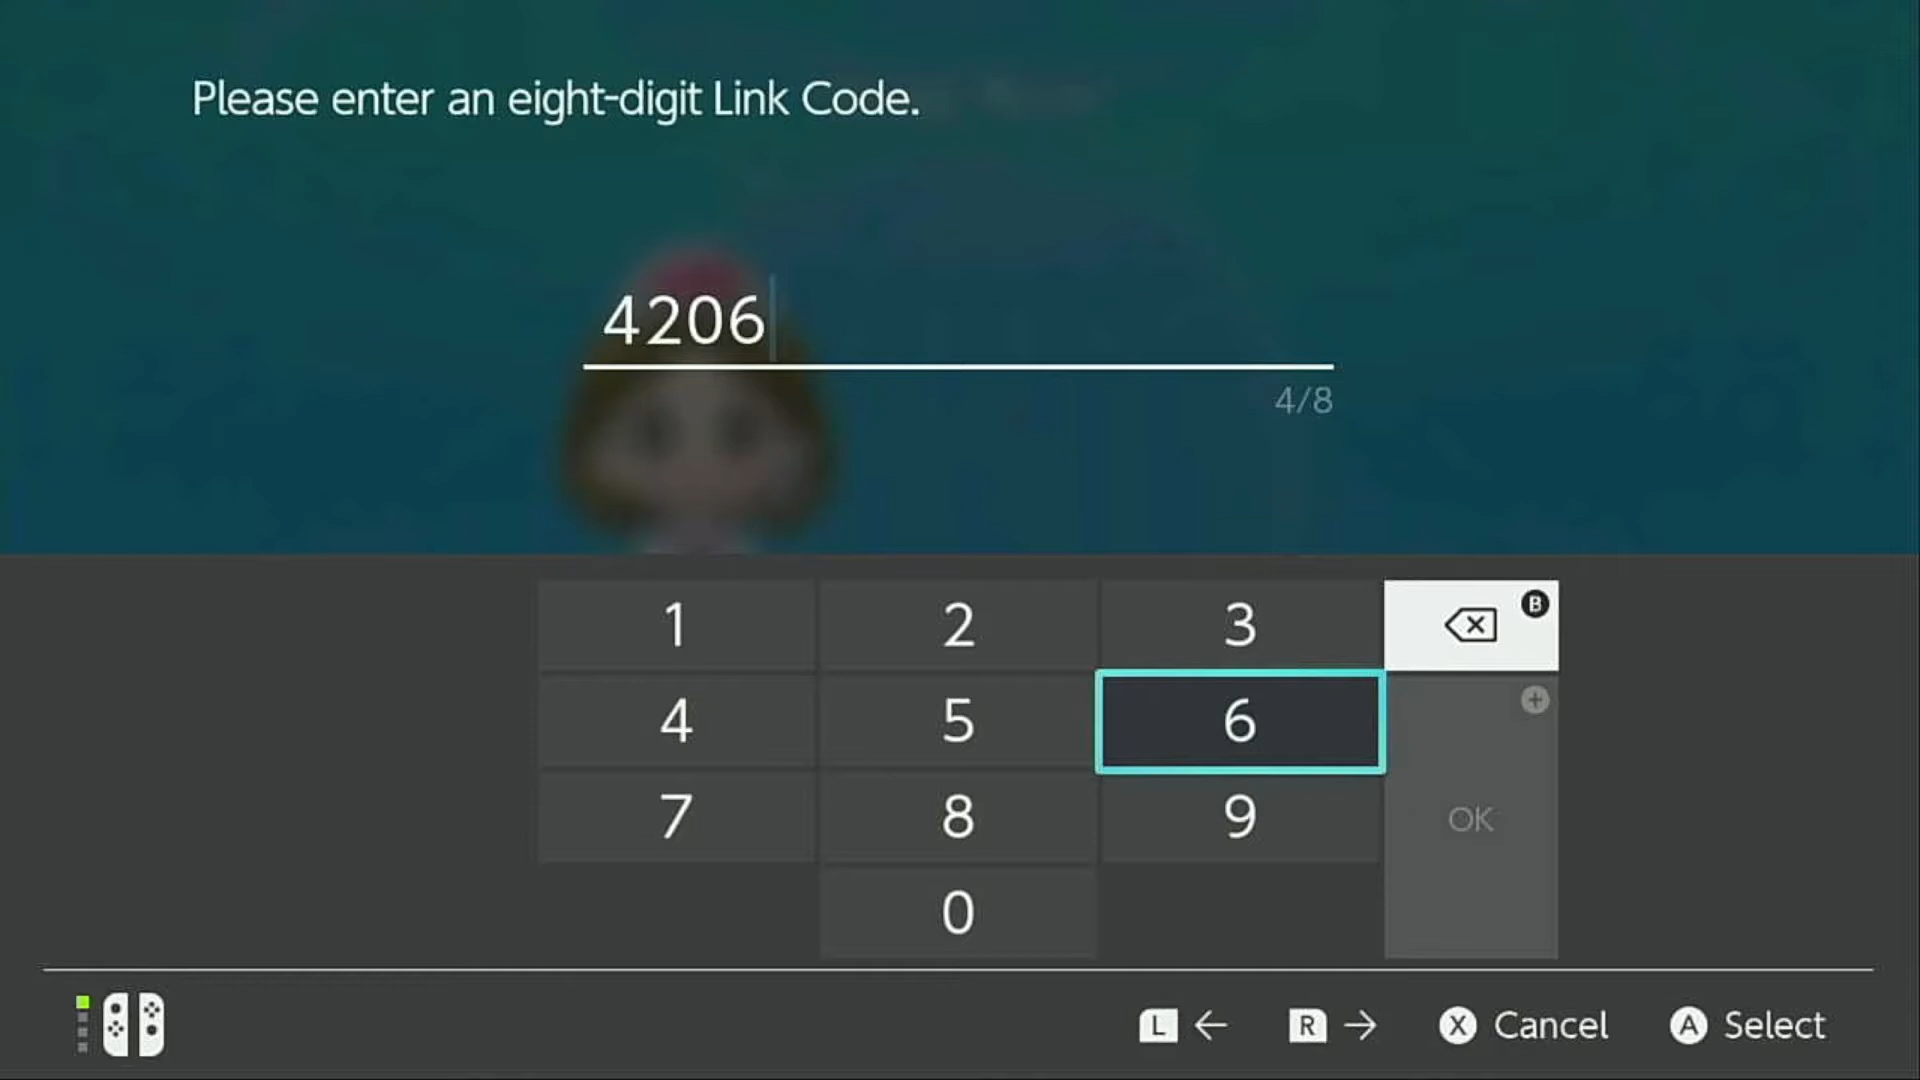 Please enter an eight-digit Link Code.
4206
4/8
1 2 3 B
4 5 6 +
7 8 9 OK
0
L ← R → X Cancel A Select